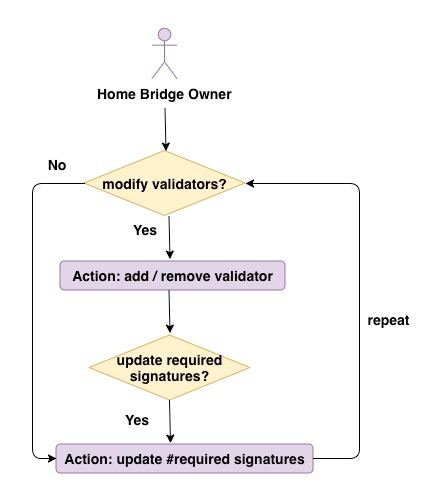 Home Bridge Owner
No
modify validators?
Yes
Action: add / remove validator
repeat
update required
signatures?
Yes
Action: update #required signatures